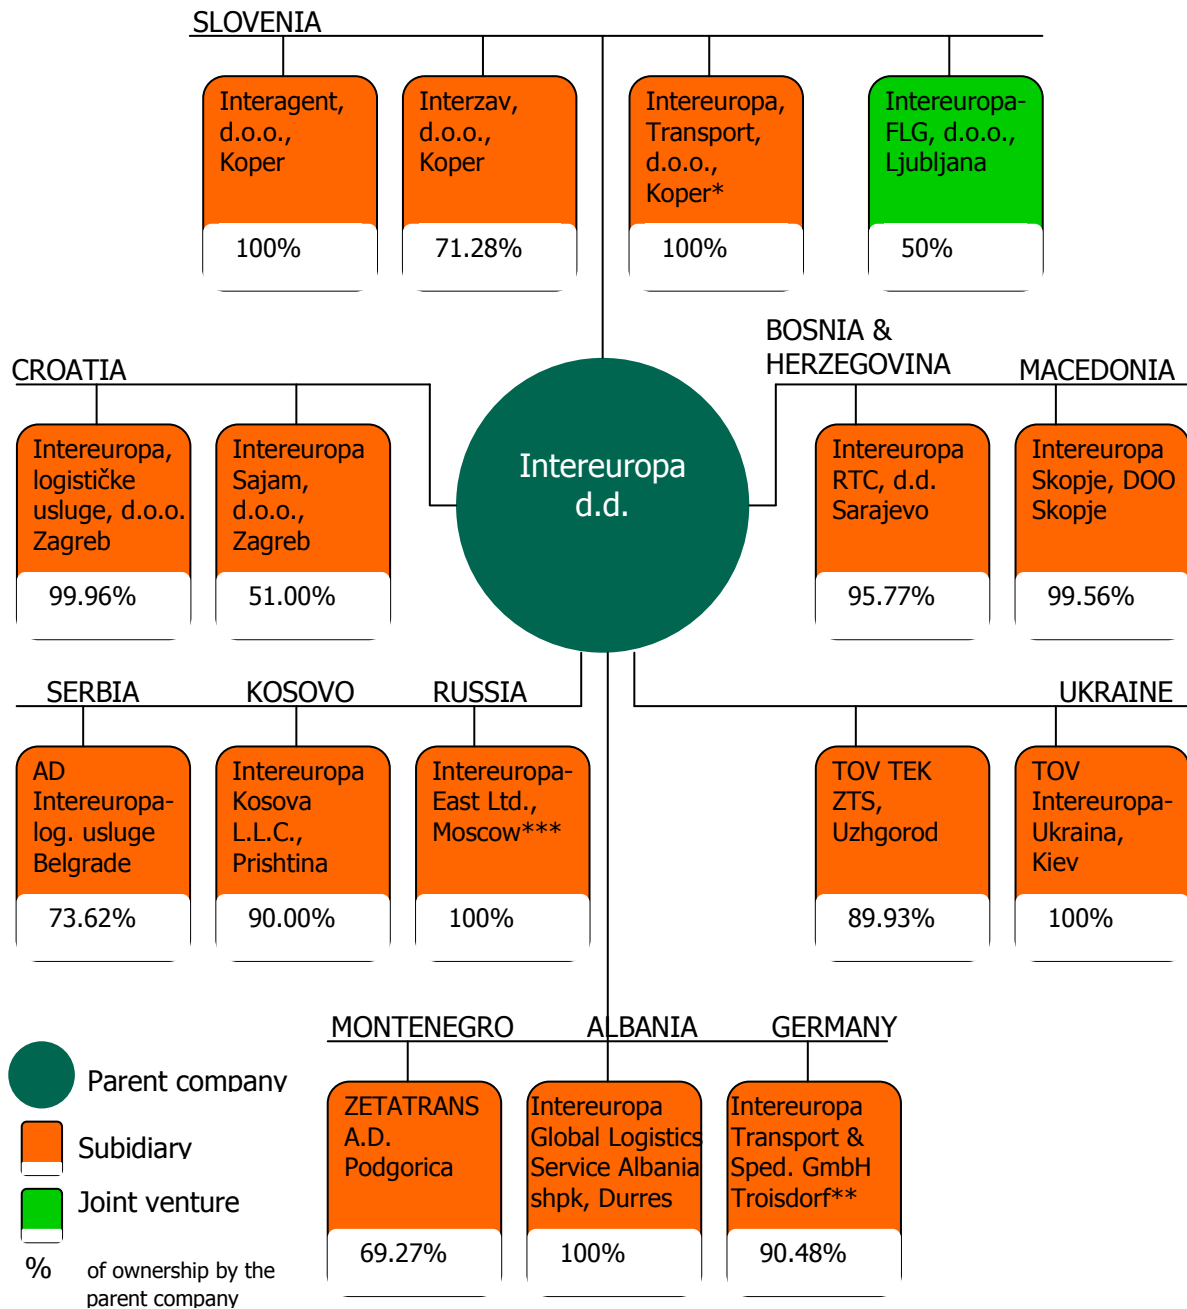 SLOVENIA
Interagent,
d.o.o.,
Koper
100%
Interzav,
d.o.o.,
Koper
71.28%
Intereuropa,
Transport,
d.o.o.,
Koper*
100%
Intereuropa-
FLG, d.o.o.,
Ljubljana
50%
CROATIA
Intereuropa,
logističke
usluge, d.o.o.
Zagreb
99.96%
Intereuropa
Sajam,
d.o.o.,
Zagreb
51.00%
Intereuropa
d.d.
BOSNIA &
HERZEGOVINA
Intereuropa
RTC, d.d.
Sarajevo
95.77%
MACEDONIA
Intereuropa
Skopje, DOO
Skopje
99.56%
SERBIA
AD
Intereuropa-
log. usluge
Belgrade
73.62%
KOSOVO
Intereuropa
Kosova
L.L.C.,
Prishtina
90.00%
RUSSIA
Intereuropa-
East Ltd.,
Moscow***
100%
UKRAINE
TOV TEK
ZTS,
Uzhgorod
89.93%
TOV
Intereuropa-
Ukraina,
Kiev
100%
MONTENEGRO
ZETATRANS
A.D.
Podgorica
69.27%
ALBANIA
Intereuropa
Global Logistics
Service Albania
shpk, Durres
100%
GERMANY
Intereuropa
Transport &
Sped. GmbH
Troisdorf**
90.48%
Parent company
Subidiary
Joint venture
% of ownership by the
parent company